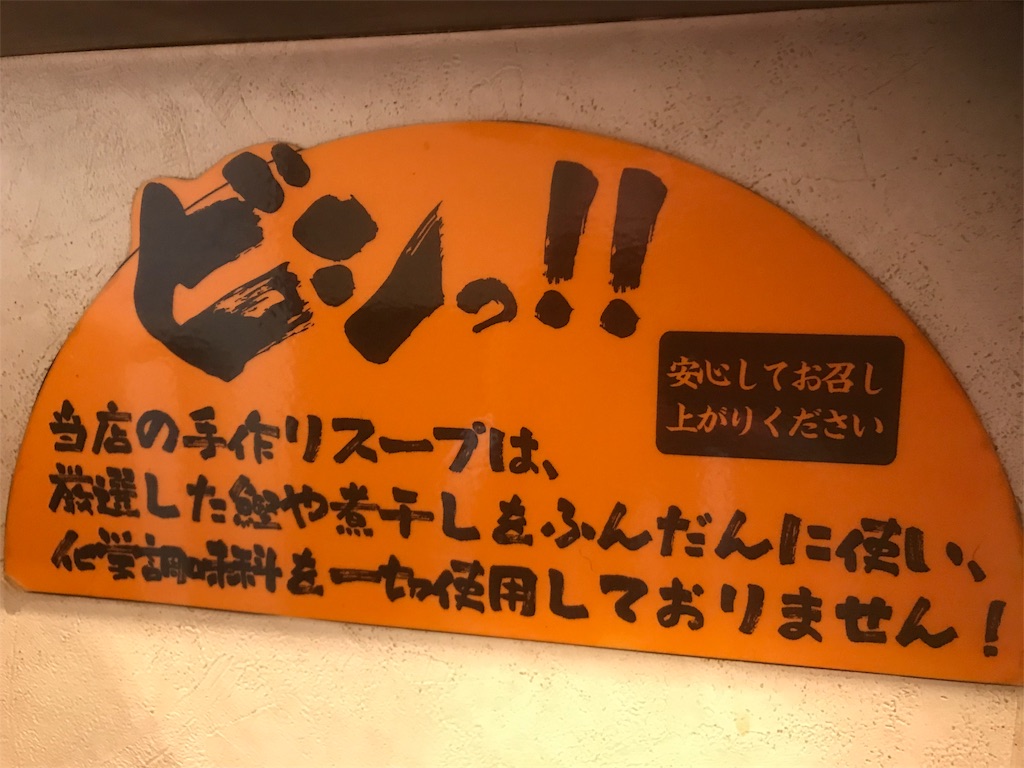 ビシっ!!
安心してお召し
上がりください
当店の手作りスープは、
厳選した鰹や煮干しをふんだんに使い、
化学調味料を一切使用しておりません!